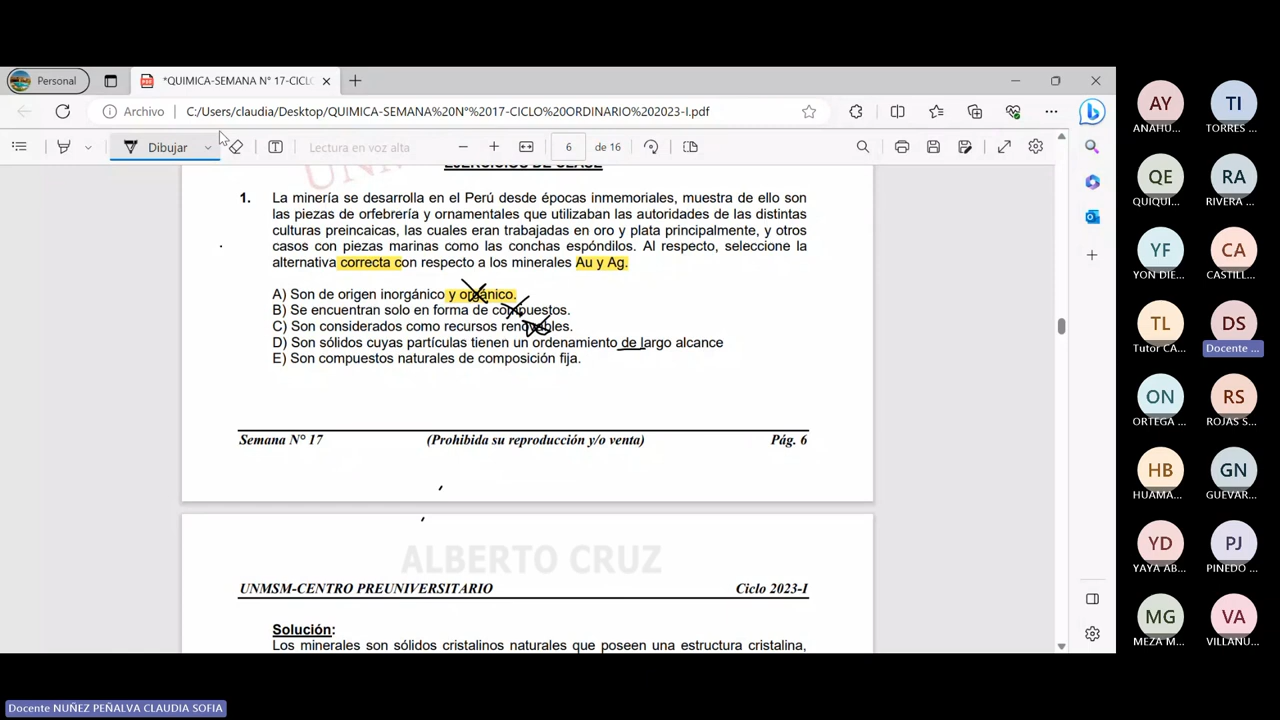 Personal
*QUIMICA-SEMANA N° 17-CICLO
Archivo
C:/Users/claudia/Desktop/QUIMICA-SEMANA%20N°%2017-CICLO%20ORDINARIO%202023-I.pdf
Dibujar
Lectura en voz alta
6 de 16
EJERCICIOS DE CLASE
1. La minería se desarrolla en el Perú desde épocas inmemoriales, muestra de ello son
las piezas de orfebrería y ornamentales que utilizaban las autoridades de las distintas
culturas preincaicas, las cuales eran trabajadas en oro y plata principalmente, y otros
casos con piezas marinas como las conchas espóndilos. Al respecto, seleccione la
alternativa correcta con respecto a los minerales Au y Ag.
A) Son de origen inorgánico y orgánico.
B) Se encuentran solo en forma de compuestos.
C) Son considerados como recursos renovables.
D) Son sólidos cuyas partículas tienen un ordenamiento de largo alcance
E) Son compuestos naturales de composición fija.
Semana N° 17 (Prohibida su reproducción y/o venta) Pág. 6
ALBERTO CRUZ
UNMSM-CENTRO PREUNIVERSITARIO Ciclo 2023-I
Solución:
Los minerales son sólidos cristalinos naturales que poseen una estructura cristalina,
AY
ANAHU...
TI
TORRES ...
QE
QUIQUI...
RA
RIVERA ...
YF
YON DIE...
CA
CASTILL...
TL
Tutor CA...
DS
Docente ...
ON
ORTEGA ...
RS
ROJAS S...
HB
HUAMA...
GN
GUEVAR...
YD
YAYA AB...
PJ
PINEDO ...
MG
MEZA M...
VA
VILLANU...
Docente NUÑEZ PEÑALVA CLAUDIA SOFIA